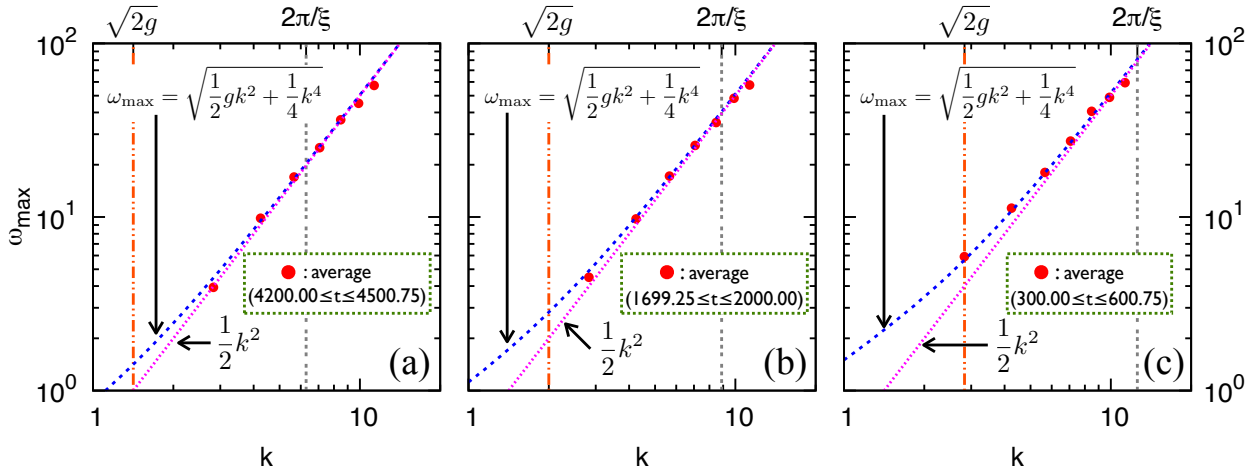 √2g 2π/ξ √2g 2π/ξ √2g 2π/ξ
10² 10²
ω_max = √(1/2 gk² + 1/4 k⁴) ω_max = √(1/2 gk² + 1/4 k⁴) ω_max = √(1/2 gk² + 1/4 k⁴)
ω_max
10¹ 10¹
: average : average : average
(4200.00≤t≤4500.75) (1699.25≤t≤2000.00) (300.00≤t≤600.75)
1/2 k² 1/2 k² 1/2 k²
(a) (b) (c)
10⁰ 10⁰
1 10 1 10 1 10
k k k